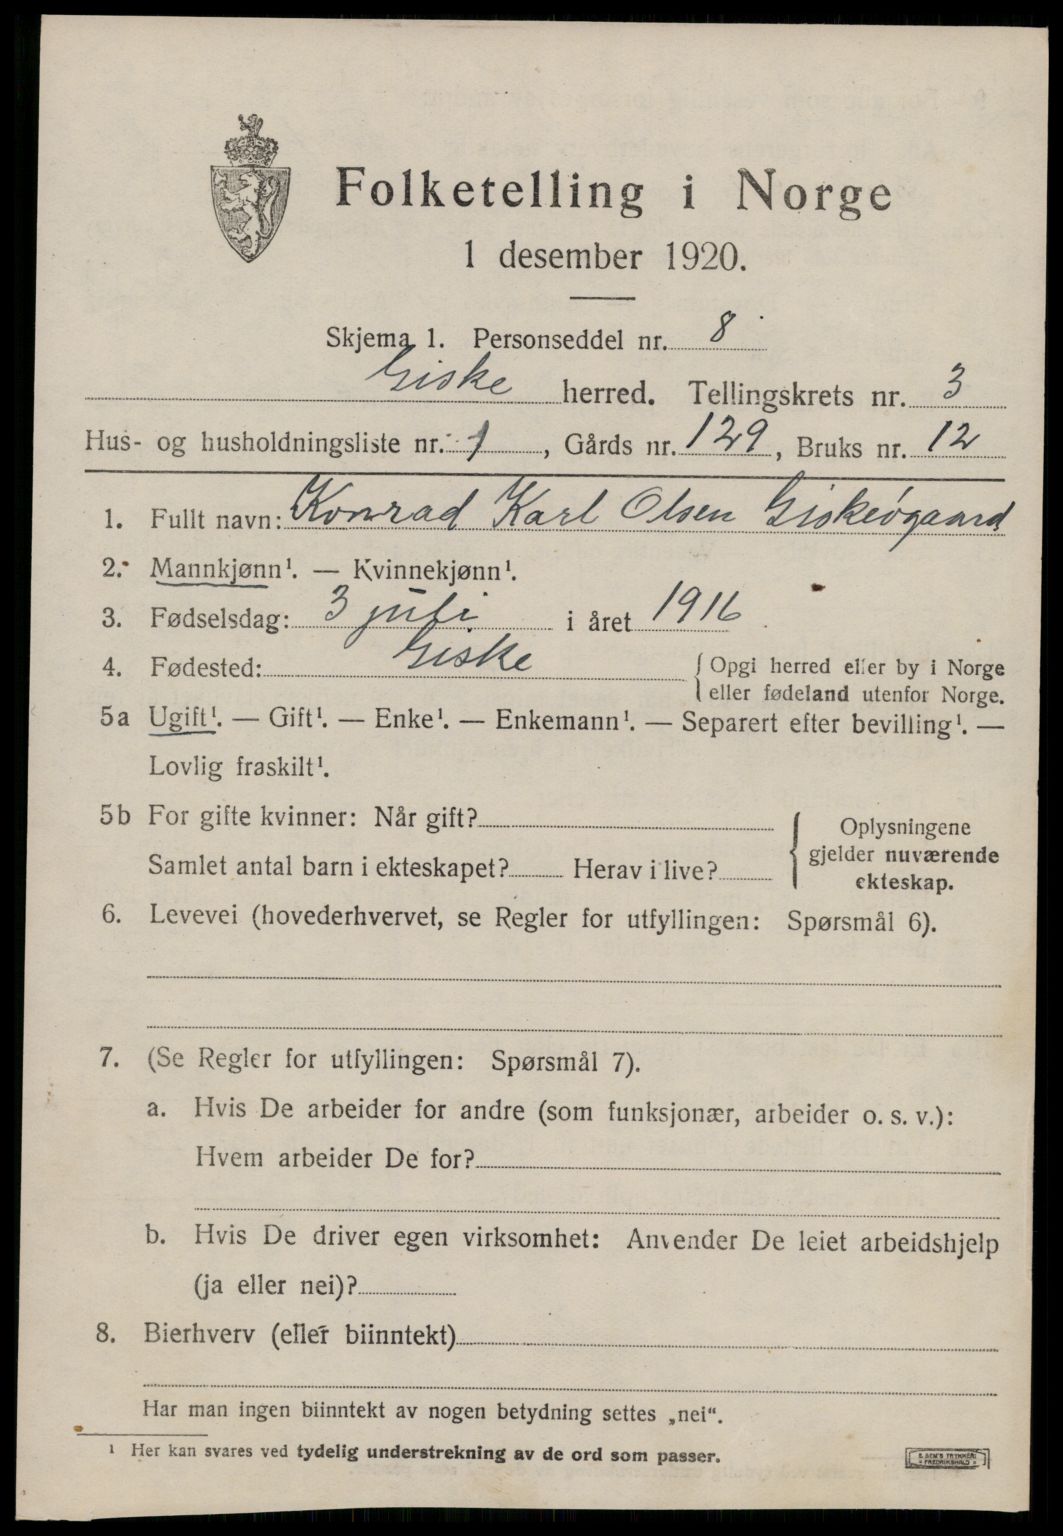 Folketelling i Norge
1 desember 1920.
Skjema 1. Personseddel nr. 8
Giske herred. Tellingskrets nr. 3
Hus- og husholdningsliste nr. 1, Gårds nr. 129, Bruks nr. 12
1. Fullt navn: Konrad Karl Olsen Giskeøgaard
2. Mannkjønn¹. — Kvinnekjønn¹.
3. Fødselsdag: 3 juli i året 1916
4. Fødested: Giske
Opgi herred eller by i Norge
eller fødeland utenfor Norge.
5a Ugift¹. — Gift¹. — Enke¹. — Enkemann¹. — Separert efter bevilling¹. —
Lovlig fraskilt¹.
5b For gifte kvinner: Når gift?
Samlet antal barn i ekteskapet? Herav i live?
Oplysningene
gjelder nuværende
ekteskap.
6. Levevei (hovederhvervet, se Regler for utfyllingen: Spørsmål 6).
7. (Se Regler for utfyllingen: Spørsmål 7).
a. Hvis De arbeider for andre (som funksjonær, arbeider o. s. v.):
Hvem arbeider De for?
b. Hvis De driver egen virksomhet: Anvender De leiet arbeidshjelp
(ja eller nei)?
8. Bierhverv (eller biinntekt)
Har man ingen biinntekt av nogen betydning settes „nei“.
¹ Her kan svares ved tydelig understrekning av de ord som passer.
FREDRIKSHALD